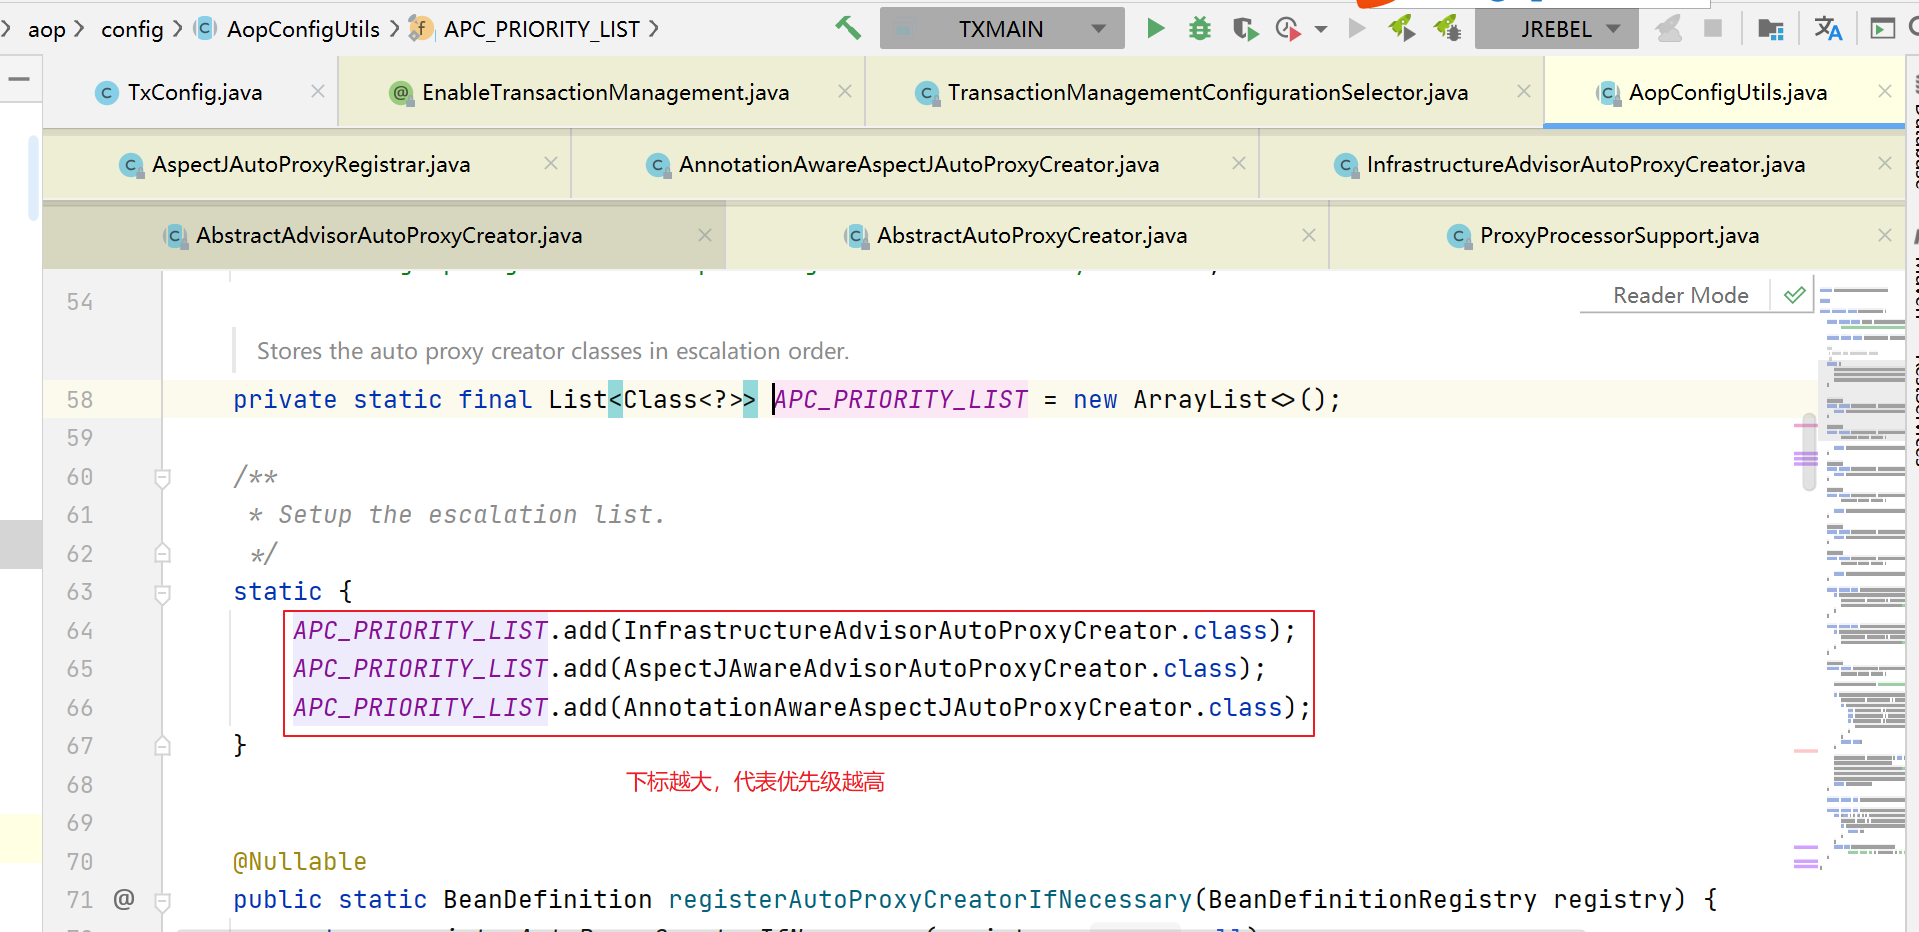 aop > config > AopConfigUtils > APC_PRIORITY_LIST >
TXMAIN
JREBEL
TxConfig.java
EnableTransactionManagement.java
TransactionManagementConfigurationSelector.java
AopConfigUtils.java
AspectJAutoProxyRegistrar.java
AnnotationAwareAspectJAutoProxyCreator.java
InfrastructureAdvisorAutoProxyCreator.java
AbstractAdvisorAutoProxyCreator.java
AbstractAutoProxyCreator.java
ProxyProcessorSupport.java
54
Reader Mode
Stores the auto proxy creator classes in escalation order.
58 private static final List<Class<?>> APC_PRIORITY_LIST = new ArrayList<>();
59
60 /**
61 * Setup the escalation list.
62 */
63 static {
64 APC_PRIORITY_LIST.add(InfrastructureAdvisorAutoProxyCreator.class);
65 APC_PRIORITY_LIST.add(AspectJAwareAdvisorAutoProxyCreator.class);
66 APC_PRIORITY_LIST.add(AnnotationAwareAspectJAutoProxyCreator.class);
67 }
68 下标越大，代表优先级越高
69
70 @Nullable
71 @ public static BeanDefinition registerAutoProxyCreatorIfNecessary(BeanDefinitionRegistry registry) {